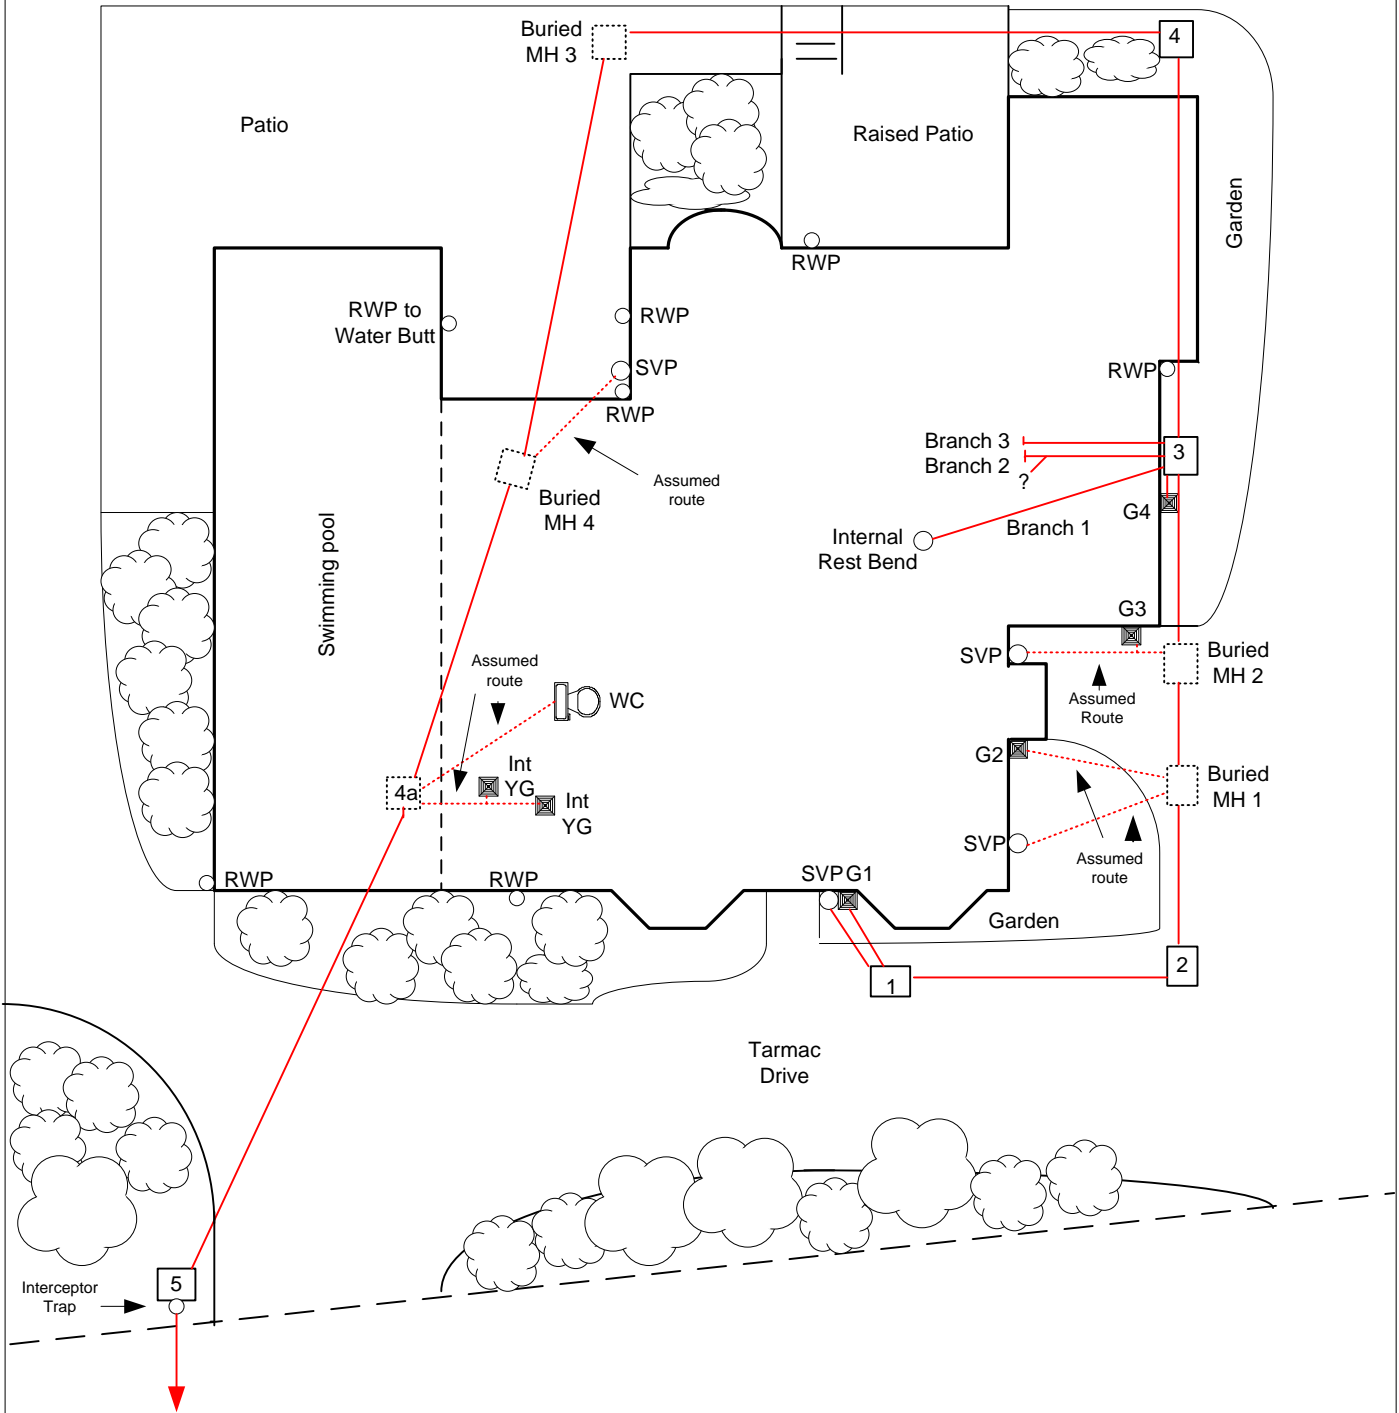 Buried
MH 3
4
Patio
Raised Patio
Garden
RWP
RWP to
Water Butt
RWP
SVP
RWP
RWP
Branch 3
Branch 2
?
3
Assumed
route
Buried
MH 4
G4
Branch 1
Internal
Rest Bend
Swimming pool
G3
SVP
Buried
MH 2
Assumed
route
Assumed
Route
WC
G2
Int
YG
4a
Int
YG
Buried
MH 1
SVP
Assumed
route
RWP
RWP
SVP G1
Garden
2
1
Tarmac
Drive
5
Interceptor
Trap